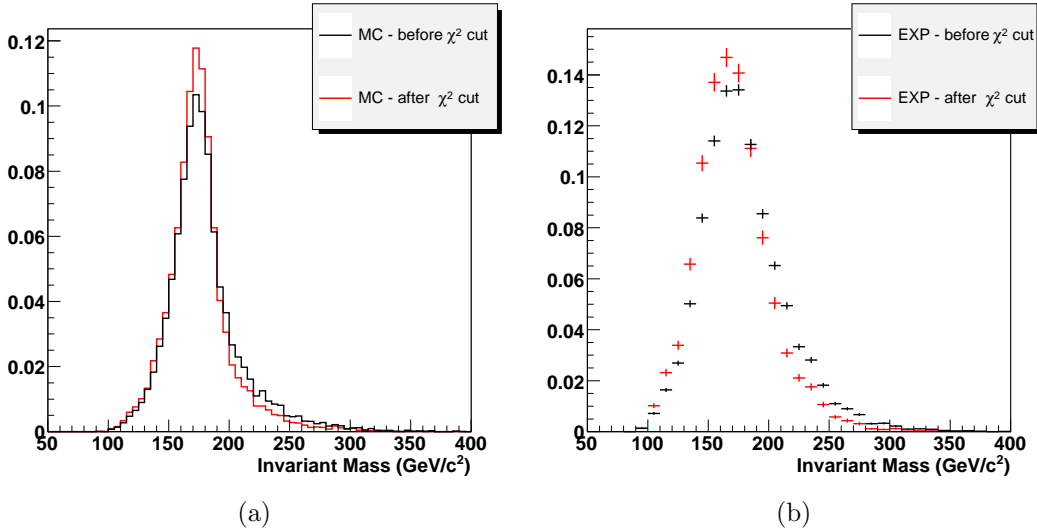 MC - before χ² cut
MC - after χ² cut
0.12
0.1
0.08
0.06
0.04
0.02
0
50 100 150 200 250 300 350 400
Invariant Mass (GeV/c²)
(a)
EXP - before χ² cut
EXP - after χ² cut
0.14
0.12
0.1
0.08
0.06
0.04
0.02
0
50 100 150 200 250 300 350 400
Invariant Mass (GeV/c²)
(b)